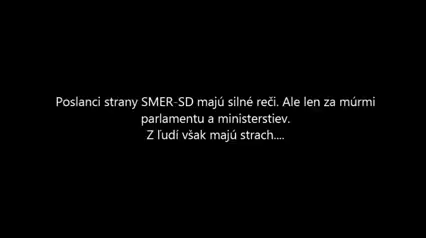 Poslanci strany SMER-SD majú silné reči. Ale len za múrmi
parlamentu a ministerstiev.
Z ľudí však majú strach....